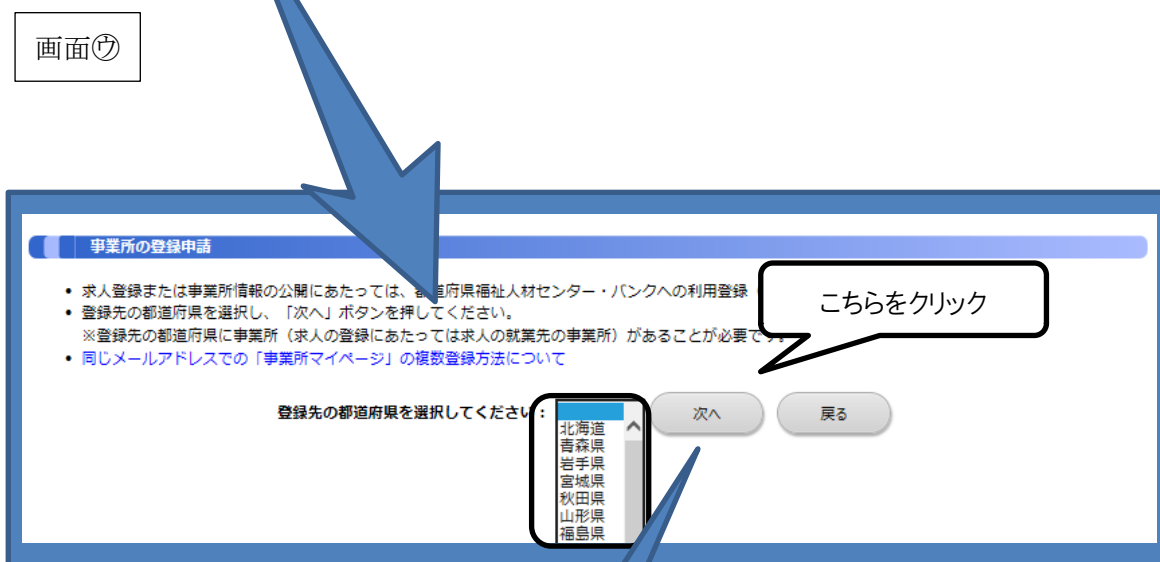 画面㋒
事業所の登録申請
• 求人登録または事業所情報の公開にあたっては、都道府県福祉人材センター・バンクへの利用登録
• 登録先の都道府県を選択し、「次へ」ボタンを押してください。
※登録先の都道府県に事業所（求人の登録にあたっては求人の就業先の事業所）があることが必要です。
• 同じメールアドレスでの「事業所マイページ」の複数登録方法について
こちらをクリック
登録先の都道府県を選択してください：
北海道
青森県
岩手県
宮城県
秋田県
山形県
福島県
次へ
戻る